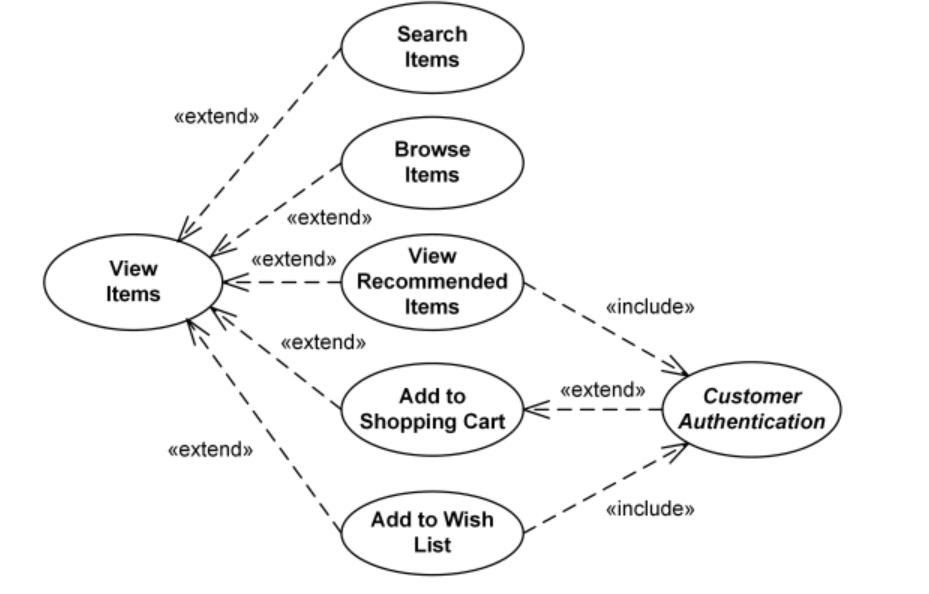 Search
Items
«extend»
Browse
Items
«extend»
View
Items
«extend»
View
Recommended
Items
«include»
«extend»
Add to
Shopping Cart
«extend»
Customer
Authentication
«extend»
Add to Wish
List
«include»